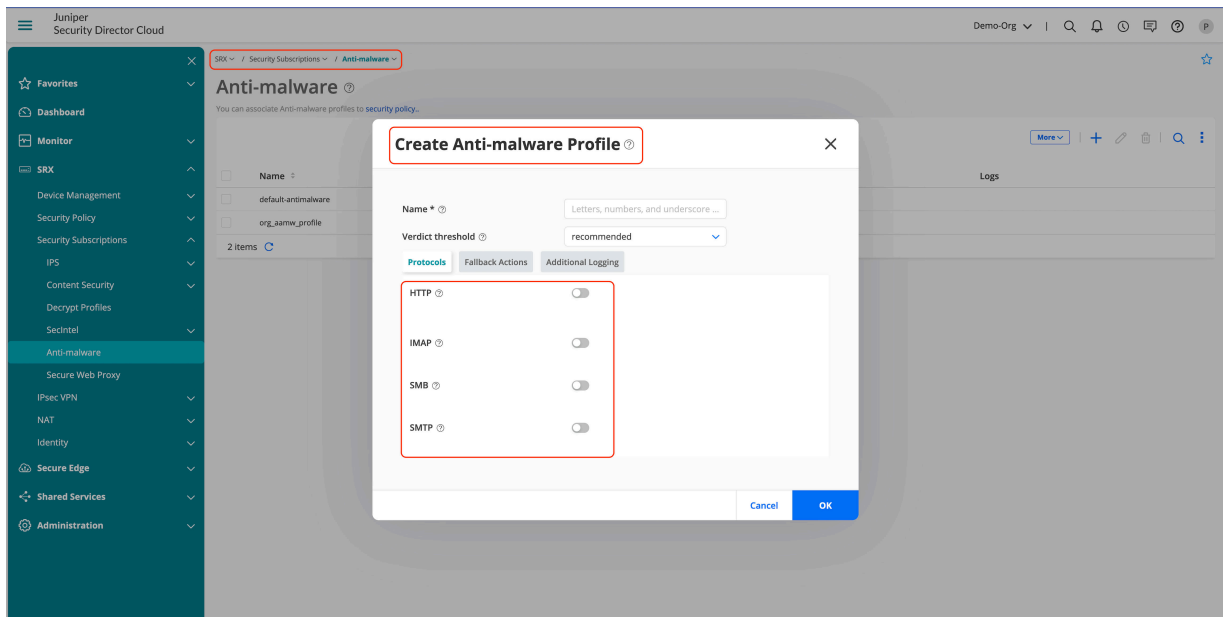 Juniper
Security Director Cloud
Demo-Org
P
SRX / Security Subscriptions / Anti-malware
Favorites
Dashboard
Monitor
SRX
Device Management
Security Policy
Security Subscriptions
IPS
Content Security
Decrypt Profiles
SecIntel
Anti-malware
Secure Web Proxy
IPsec VPN
NAT
Identity
Secure Edge
Shared Services
Administration
Anti-malware
You can associate Anti-malware profiles to security policy..
More
Name
Logs
default-antimalware
org_aamw_profile
2 items
Create Anti-malware Profile
Name *
Letters, numbers, and underscore ...
Verdict threshold
recommended
Protocols
Fallback Actions
Additional Logging
HTTP
IMAP
SMB
SMTP
Cancel
OK